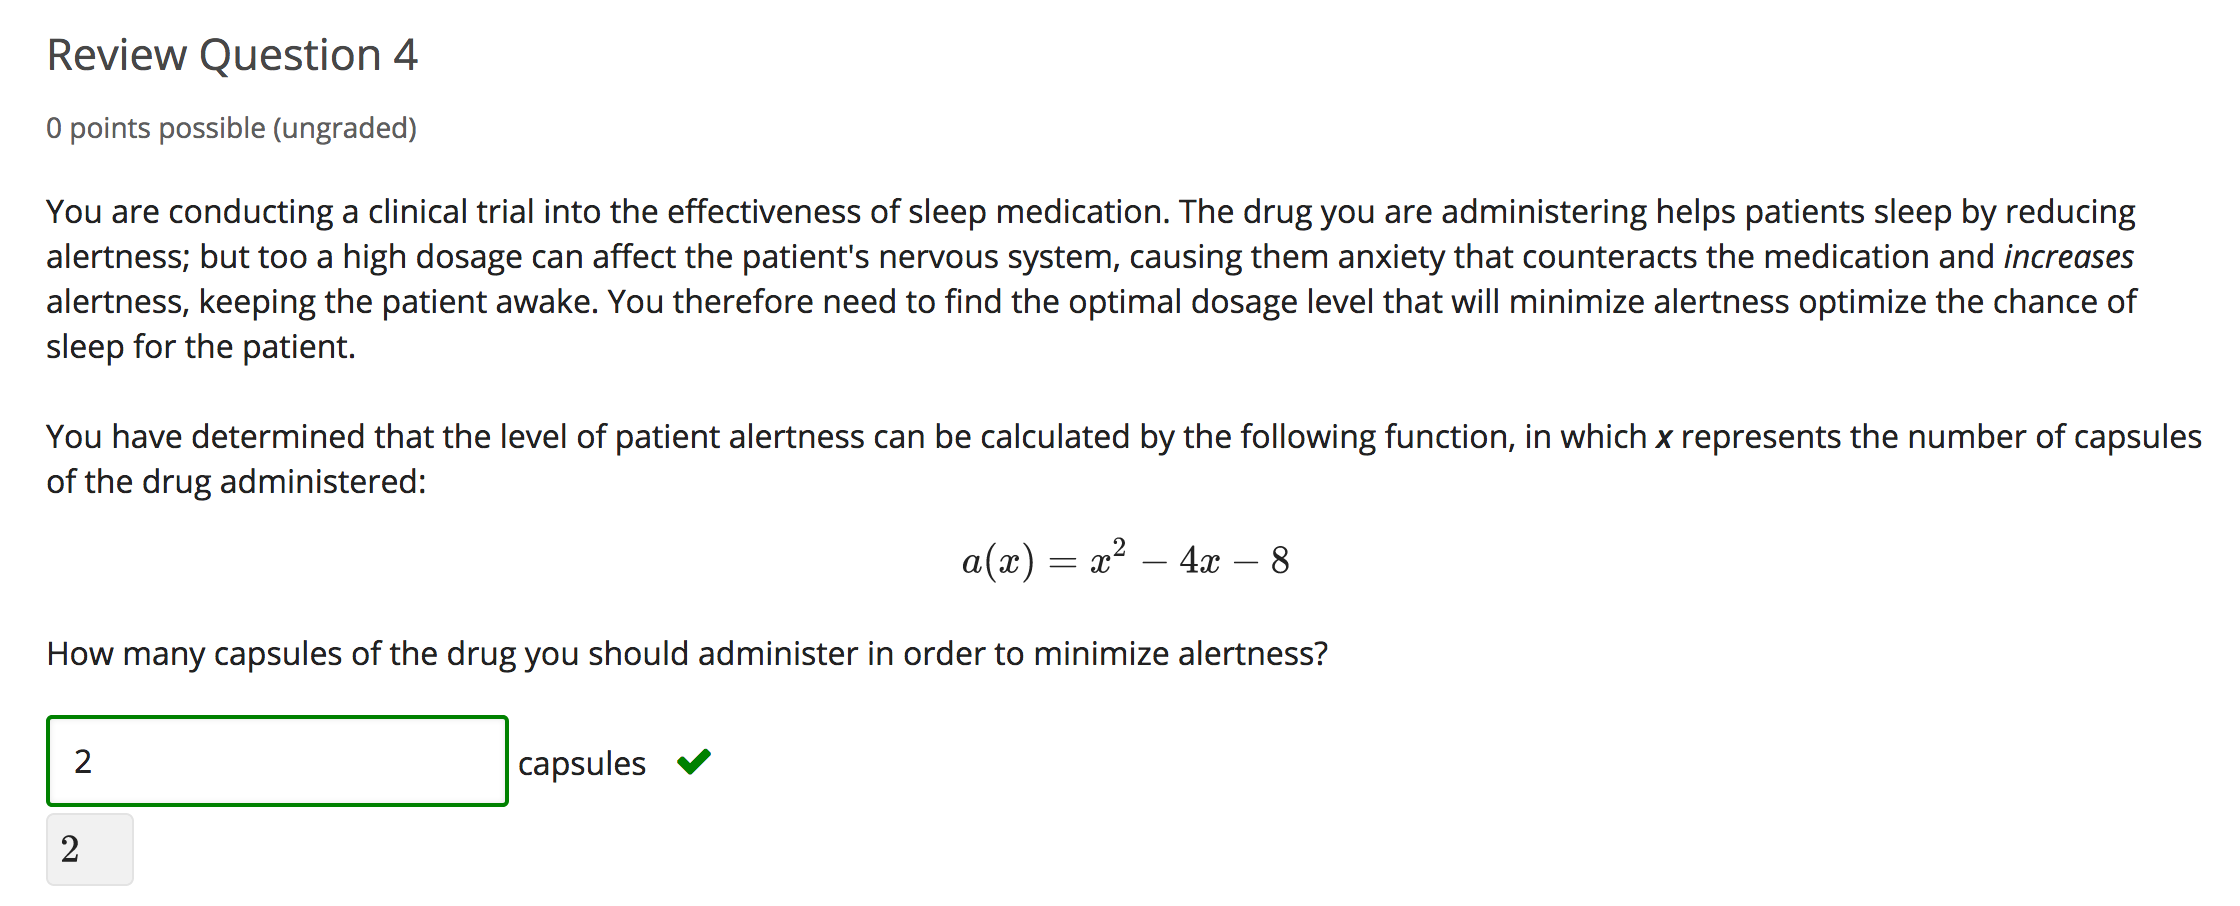 Review Question 4
0 points possible (ungraded)
You are conducting a clinical trial into the effectiveness of sleep medication. The drug you are administering helps patients sleep by reducing
alertness; but too a high dosage can affect the patient's nervous system, causing them anxiety that counteracts the medication and increases
alertness, keeping the patient awake. You therefore need to find the optimal dosage level that will minimize alertness optimize the chance of
sleep for the patient.
You have determined that the level of patient alertness can be calculated by the following function, in which x represents the number of capsules
of the drug administered:
a(x) = x² − 4x − 8
How many capsules of the drug you should administer in order to minimize alertness?
2 capsules ✔
2